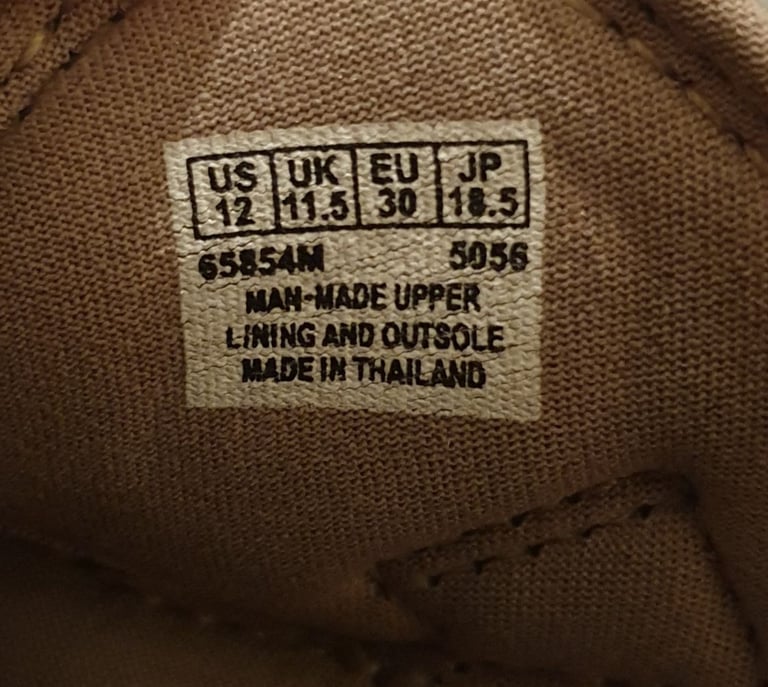 US UK EU JP
12 11.5 30 18.5
65854M 5056
MAN-MADE UPPER
LINING AND OUTSOLE
MADE IN THAILAND